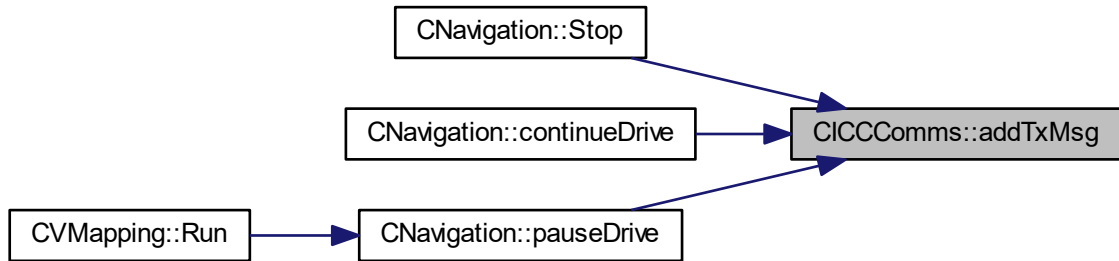 CNavigation::Stop
CNavigation::continueDrive
CICCComms::addTxMsg
CVMapping::Run
CNavigation::pauseDrive